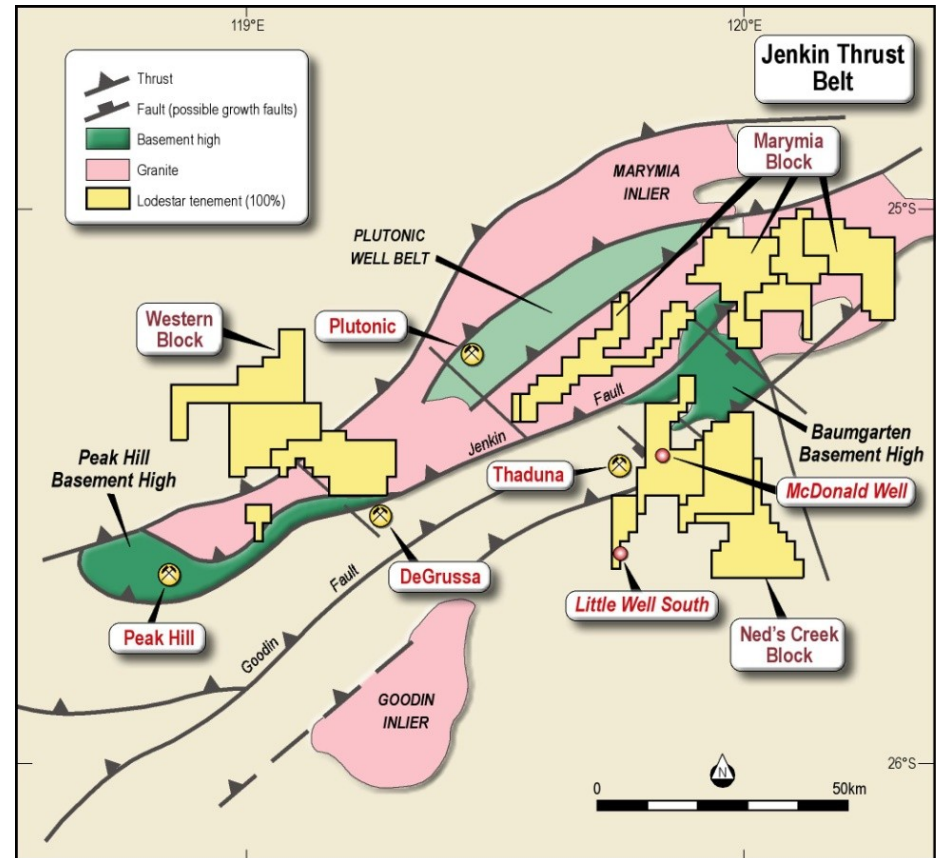 119°E
120°E
Jenkin Thrust
Belt
Thrust
Fault (possible growth faults)
Basement high
Granite
Lodestar tenement (100%)
Marymia
Block
MARYMIA
INLIER
25°S
PLUTONIC
WELL BELT
Western
Block
Plutonic
Fault
Jenkin
Peak Hill
Basement High
Baumgarten
Basement High
Thaduna
McDonald Well
DeGrussa
Fault
Little Well South
Peak Hill
Ned's Creek
Block
Goodin
GOODIN
INLIER
26°S
N
0
50km